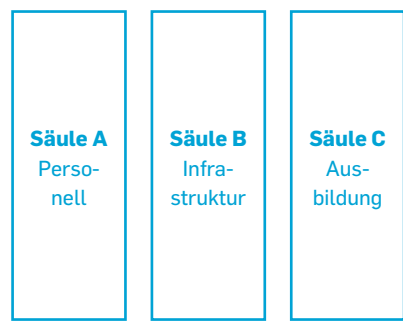 Säule A
Perso-
nell
Säule B
Infra-
struktur
Säule C
Aus-
bildung